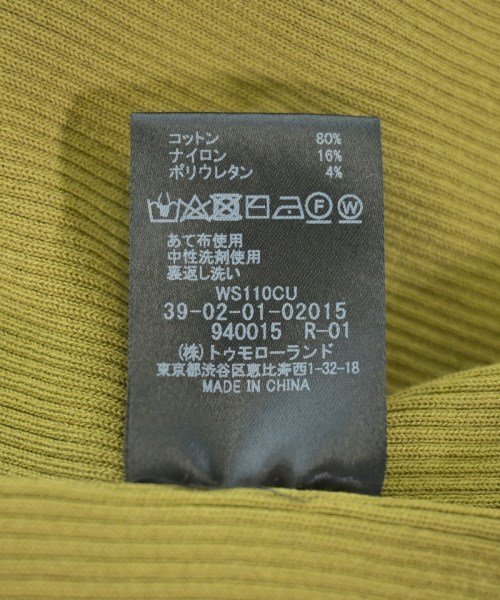 コットン 80%
ナイロン 16%
ポリウレタン 4%
F W
あて布使用
中性洗剤使用
裏返し洗い
WS110CU
39-02-01-02015
940015 R-01
(株)トゥモローランド
東京都渋谷区恵比寿西1-32-18
MADE IN CHINA